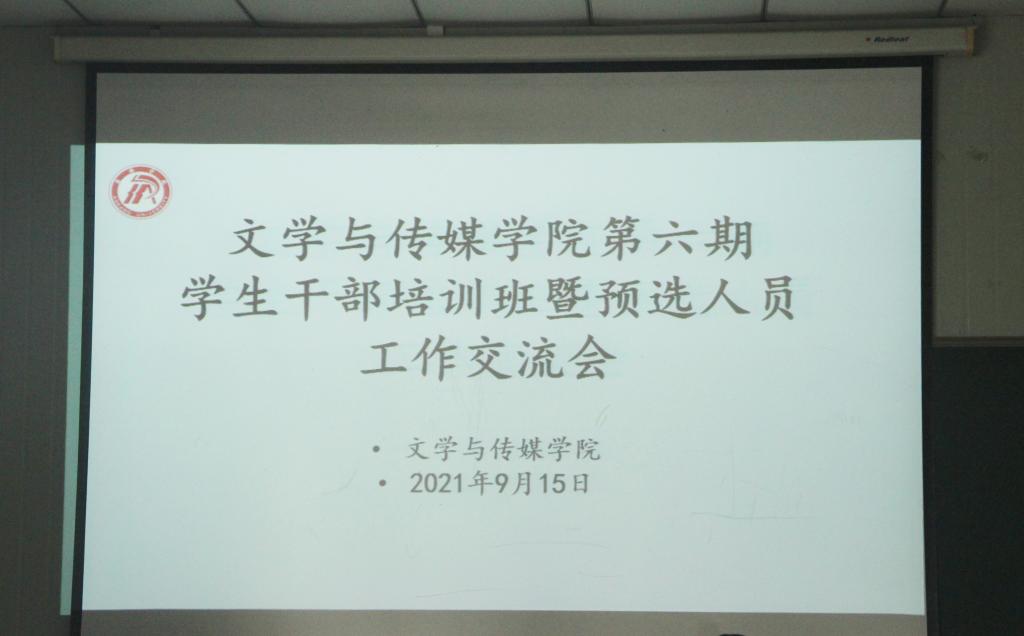 Redleaf
文学与传媒学院第六期
学生干部培训班暨预选人员
工作交流会
• 文学与传媒学院
• 2021年9月15日